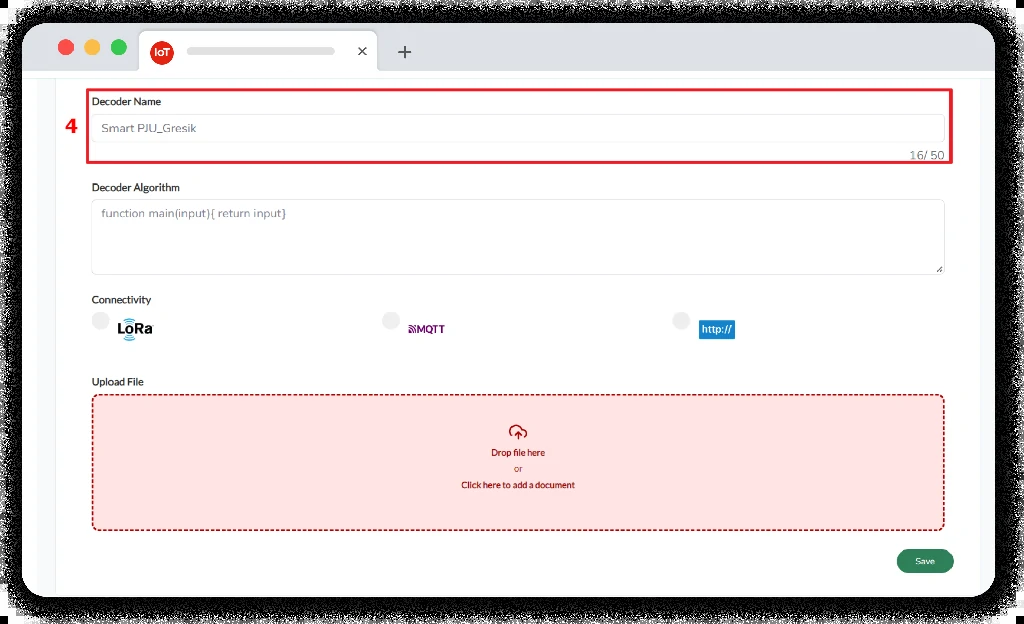 IoT
Decoder Name
4
Smart PJU_Gresik
16/ 50
Decoder Algorithm
function main(input){ return input}
Connectivity
LoRa
MQTT
http://
Upload File
Drop file here
or
Click here to add a document
Save